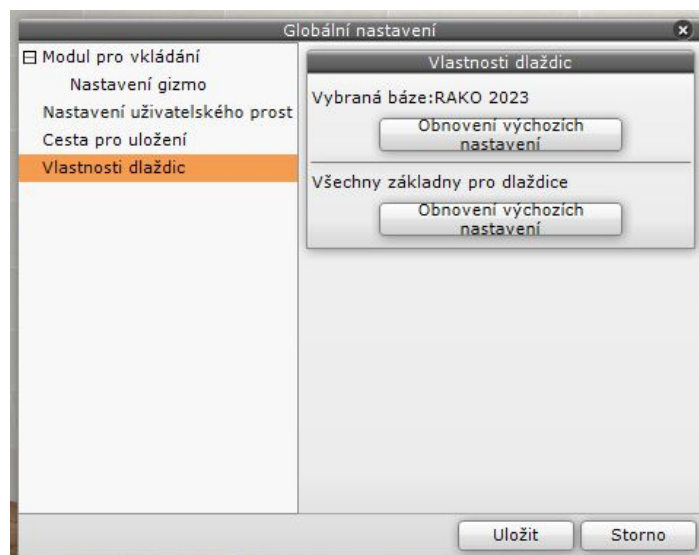 Globální nastavení
Modul pro vkládání
Nastavení gizmo
Nastavení uživatelského prost
Cesta pro uložení
Vlastnosti dlaždic
Vlastnosti dlaždic
Vybraná báze:RAKO 2023
Obnovení výchozích
nastavení
Všechny základny pro dlaždice
Obnovení výchozích
nastavení
Uložit
Storno